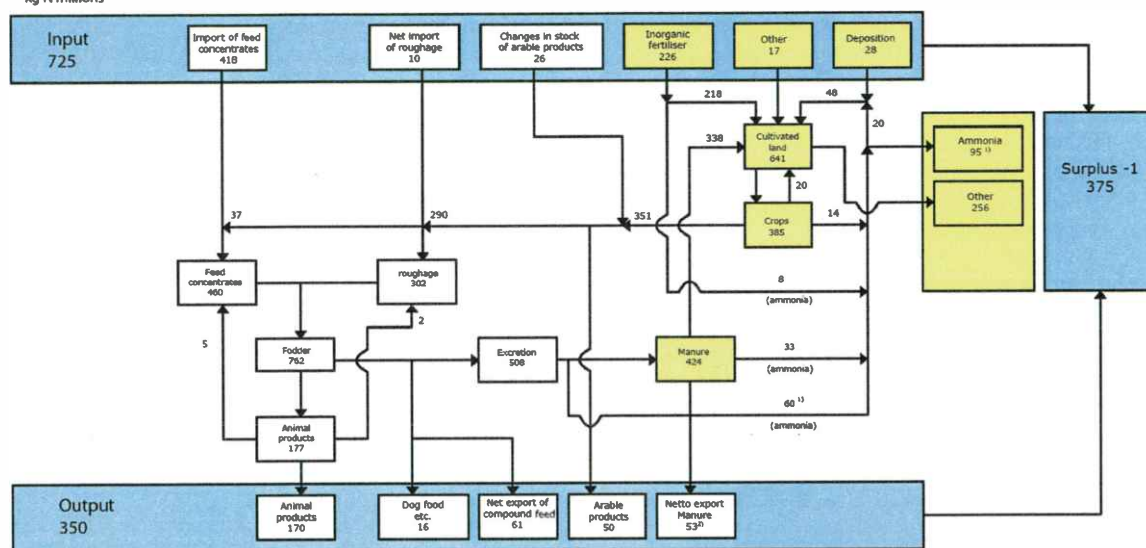 kg N millions
Input
725
Import of feed
concentrates
418
Net import
of roughage
10
Changes in stock
of arable products
26
Inorganic
fertiliser
226
Other
17
Deposition
28
218
48
20
338
Cultivated
land
641
20
Ammonia
95 ¹⁾
Other
256
Surplus -1
375
37
290
351
Crops
385
14
Feed
concentrates
460
roughage
302
8
(ammonia)
5
2
Fodder
762
Excretion
508
Manure
424
33
(ammonia)
60 ¹⁾
(ammonia)
Animal
products
177
Output
350
Animal
products
170
Dog food
etc.
16
Net export of
compound feed
61
Arable
products
50
Netto export
Manure
53²⁾